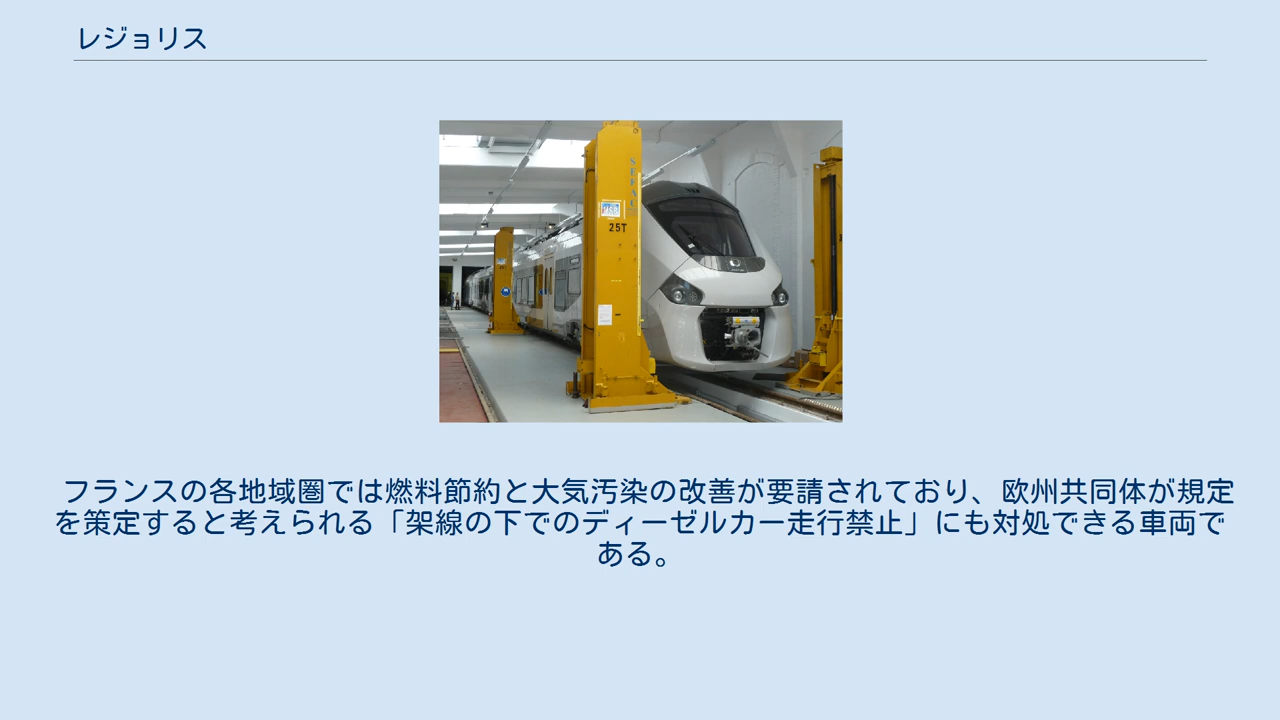 レジョリス
SEFAC
25T
フランスの各地域圏では燃料節約と大気汚染の改善が要請されており、欧州共同体が規定
を策定すると考えられる「架線の下でのディーゼルカー走行禁止」にも対処できる車両で
ある。